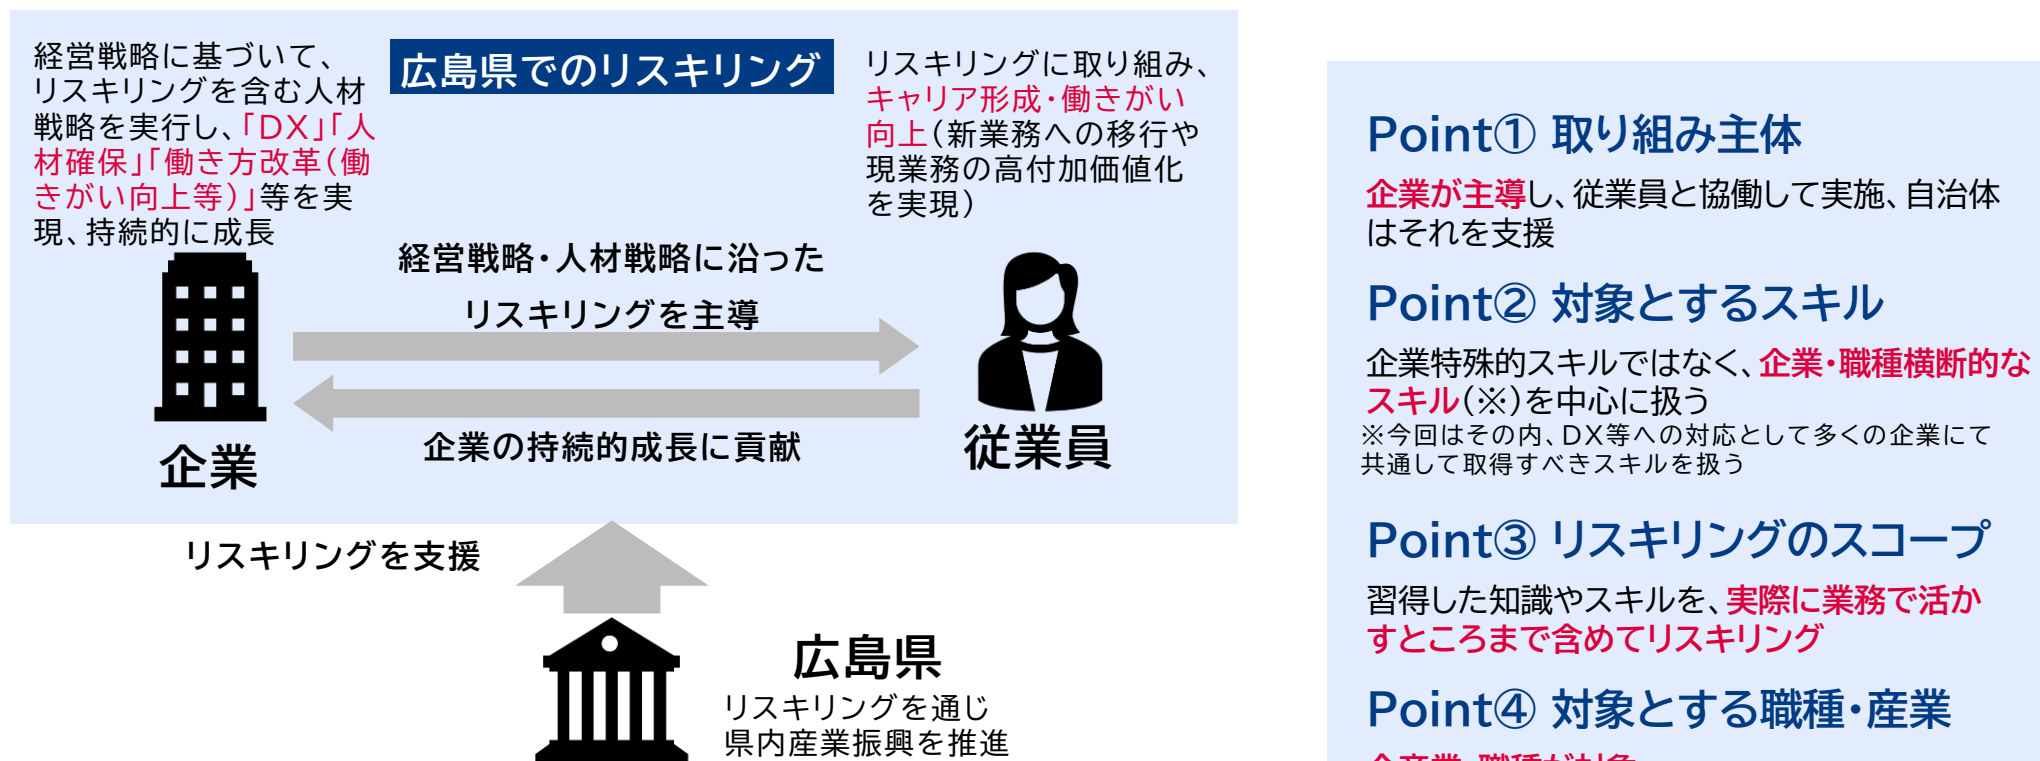 経営戦略に基づいて、
リスキリングを含む人材
戦略を実行し、「DX」「人
材確保」「働き方改革(働
きがい向上等)」等を実
現、持続的に成長
広島県でのリスキリング
リスキリングに取り組み、
キャリア形成・働きがい
向上(新業務への移行や
現業務の高付加価値化
を実現)
経営戦略・人材戦略に沿った
リスキリングを主導
企業の持続的成長に貢献
企業
従業員
リスキリングを支援
広島県
リスキリングを通じ
県内産業振興を推進
Point① 取り組み主体
企業が主導し、従業員と協働して実施、自治体
はそれを支援
Point② 対象とするスキル
企業特殊的スキルではなく、企業・職種横断的な
スキル(※)を中心に扱う
※今回はその内、DX等への対応として多くの企業にて
共通して取得すべきスキルを扱う
Point③ リスキリングのスコープ
習得した知識やスキルを、実際に業務で活か
すところまで含めてリスキリング
Point④ 対象とする職種・産業